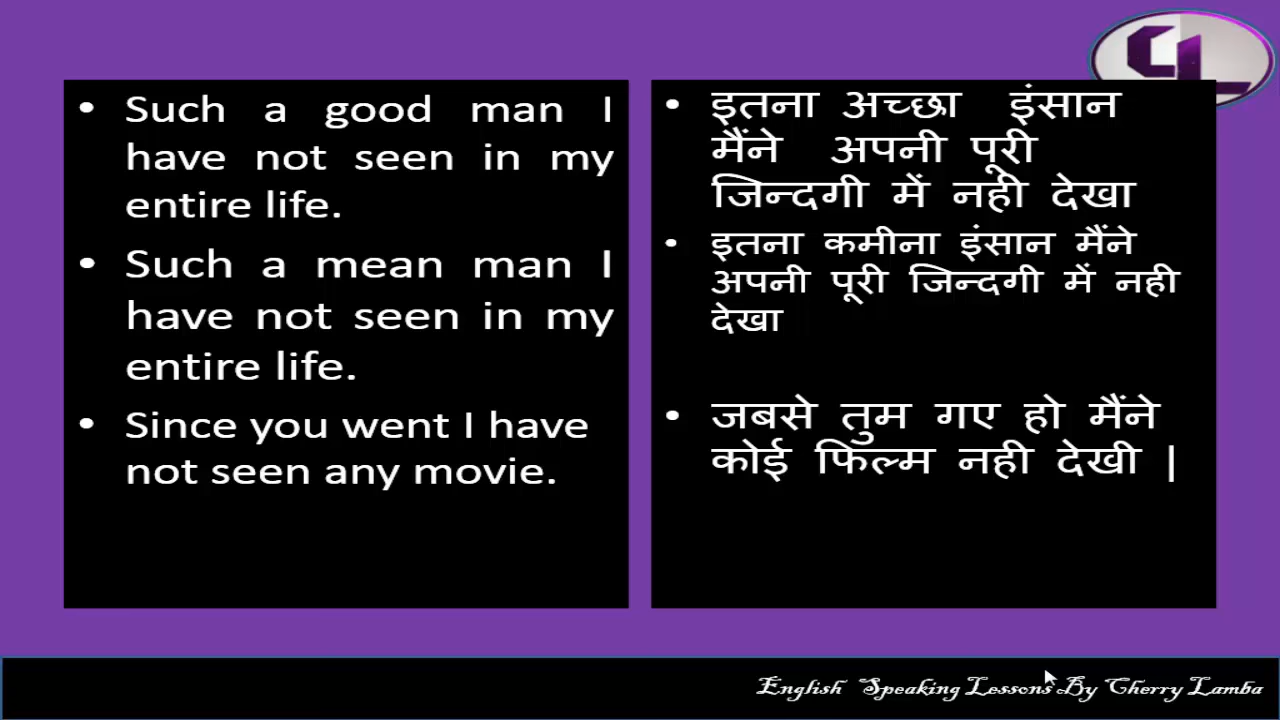 • Such a good man I
have not seen in my
entire life.
• Such a mean man I
have not seen in my
entire life.
• Since you went I have
not seen any movie.
• इतना अच्छा इंसान
मैंने अपनी पूरी
जिन्दगी में नही देखा
• इतना कमीना इंसान मैंने
अपनी पूरी जिन्दगी में नही
देखा
• जबसे तुम गए हो मैंने
कोई फिल्म नही देखी |
CL
English Speaking Lessons By Cherry Lamba